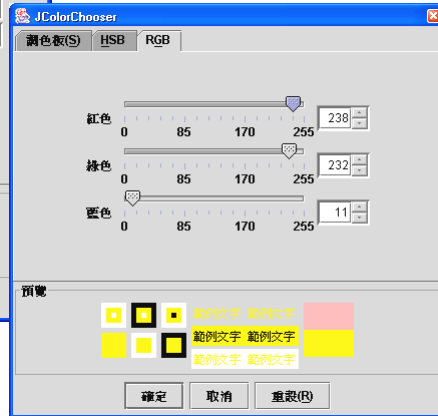 JColorChooser
調色板(S) HSB RGB
紅色 238
0 85 170 255
綠色 232
0 85 170 255
藍色 11
0 85 170 255
預覽
範例文字 範例文字
範例文字 範例文字
範例文字 範例文字
確定 取消 重設(R)